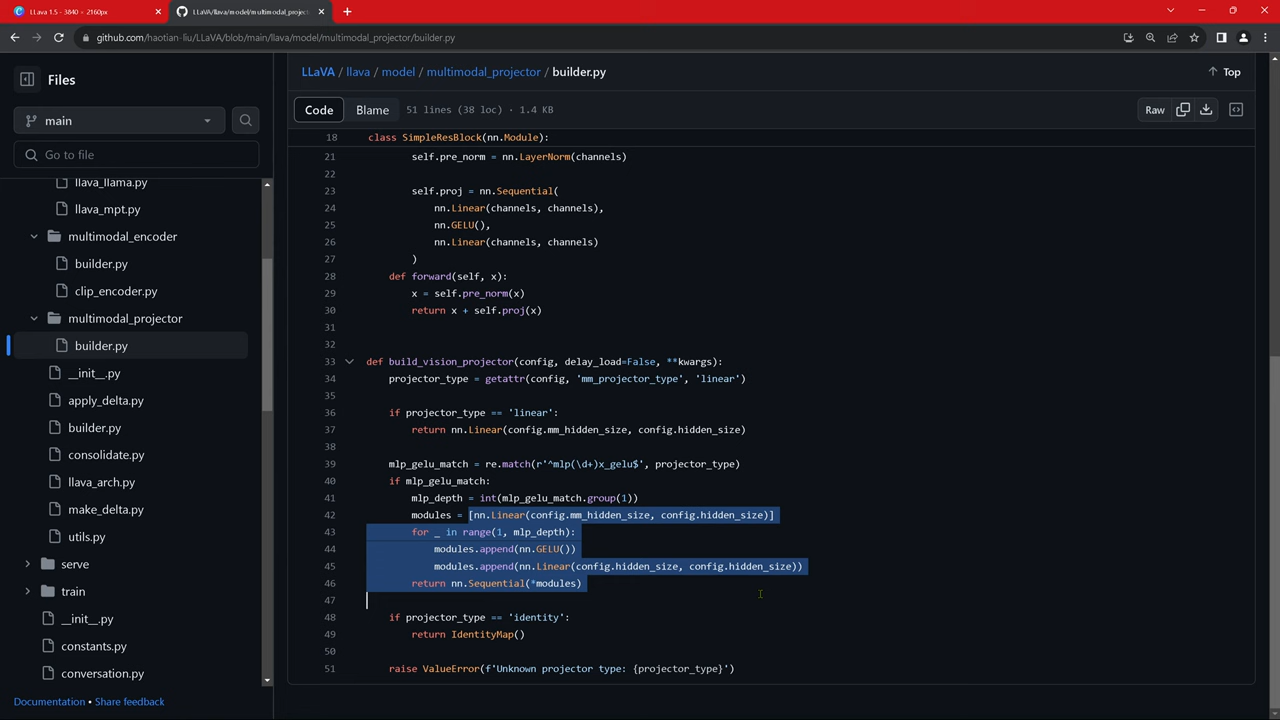 LLava 1.5 - 3840 × 2160px
LLaVA/llava/model/multimodal_project
github.com/haotian-liu/LLaVA/blob/main/llava/model/multimodal_projector/builder.py
Files
main
Go to file
llava_llama.py
llava_mpt.py
multimodal_encoder
builder.py
clip_encoder.py
multimodal_projector
builder.py
__init__.py
apply_delta.py
builder.py
consolidate.py
llava_arch.py
make_delta.py
utils.py
serve
train
__init__.py
constants.py
conversation.py
Documentation • Share feedback
LLaVA / llava / model / multimodal_projector / builder.py
Top
Code Blame 51 lines (38 loc) · 1.4 KB
Raw
18 class SimpleResBlock(nn.Module):
21 self.pre_norm = nn.LayerNorm(channels)
22
23 self.proj = nn.Sequential(
24 nn.Linear(channels, channels),
25 nn.GELU(),
26 nn.Linear(channels, channels)
27 )
28 def forward(self, x):
29 x = self.pre_norm(x)
30 return x + self.proj(x)
31
32
33 def build_vision_projector(config, delay_load=False, **kwargs):
34 projector_type = getattr(config, 'mm_projector_type', 'linear')
35
36 if projector_type == 'linear':
37 return nn.Linear(config.mm_hidden_size, config.hidden_size)
38
39 mlp_gelu_match = re.match(r'^mlp(\d+)x_gelu$', projector_type)
40 if mlp_gelu_match:
41 mlp_depth = int(mlp_gelu_match.group(1))
42 modules = [nn.Linear(config.mm_hidden_size, config.hidden_size)]
43 for _ in range(1, mlp_depth):
44 modules.append(nn.GELU())
45 modules.append(nn.Linear(config.hidden_size, config.hidden_size))
46 return nn.Sequential(*modules)
47
48 if projector_type == 'identity':
49 return IdentityMap()
50
51 raise ValueError(f'Unknown projector type: {projector_type}')